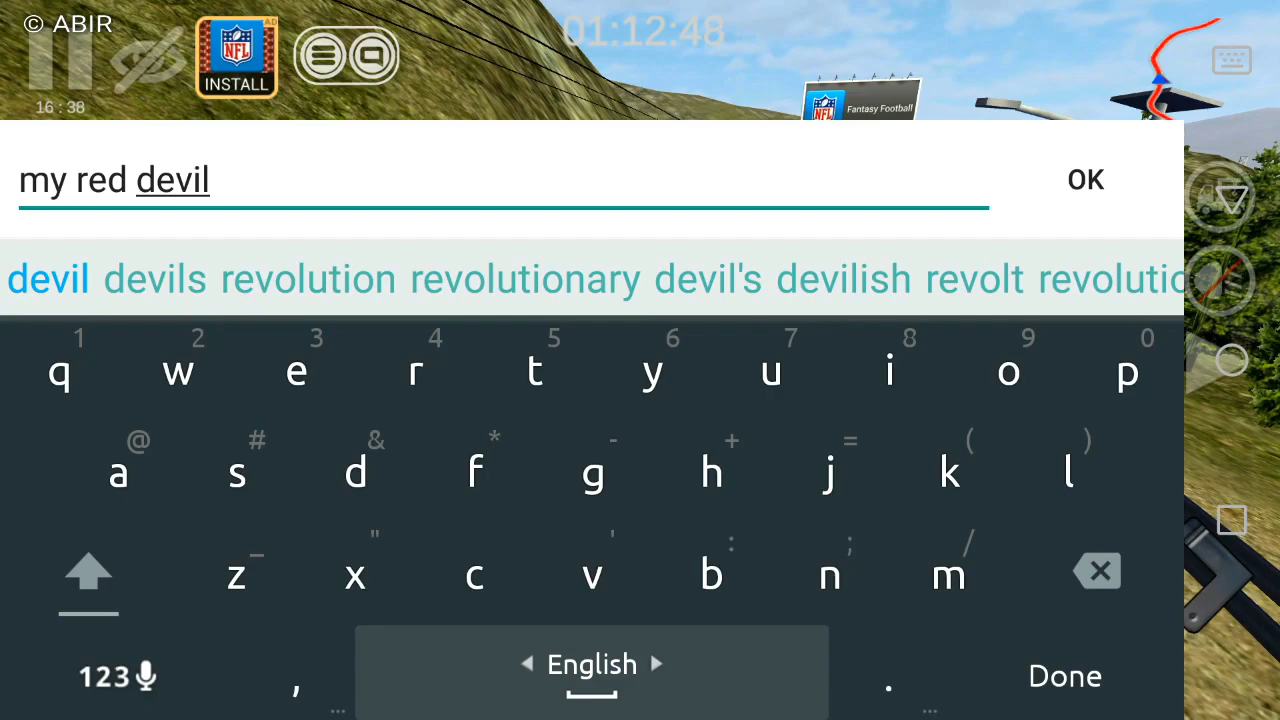 © ABIR
AD
NFL
INSTALL
01:12:48
16 : 38
NFL
Fantasy Football
my red devil
OK
devil devils revolution revolutionary devil's devilish revolt revolutio
1 2 3 4 5 6 7 8 9 0
q w e r t y u i o p
@ # & * - + = ( )
a s d f g h j k l
_ " ' : ; /
z x c v b n m
123 , English . Done
... ...